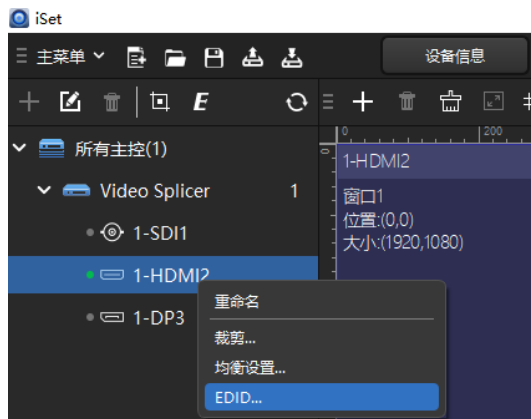 iSet
主菜单
设备信息
E
所有主控(1)
Video Splicer 1
1-SDI1
1-HDMI2
1-DP3
重命名
裁剪...
均衡设置...
EDID...
0 200
0
1-HDMI2
窗口1
位置:(0,0)
大小:(1920,1080)